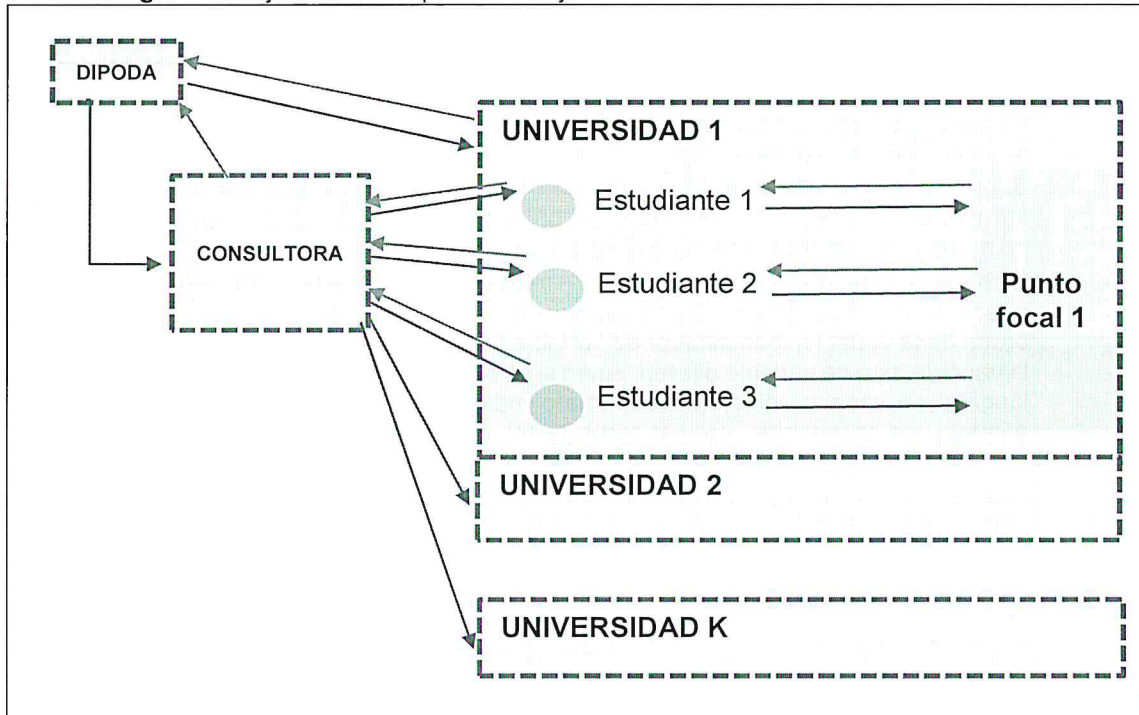 DIPODA
UNIVERSIDAD 1
Estudiante 1
CONSULTORA
Estudiante 2
Punto
focal 1
Estudiante 3
UNIVERSIDAD 2
UNIVERSIDAD K